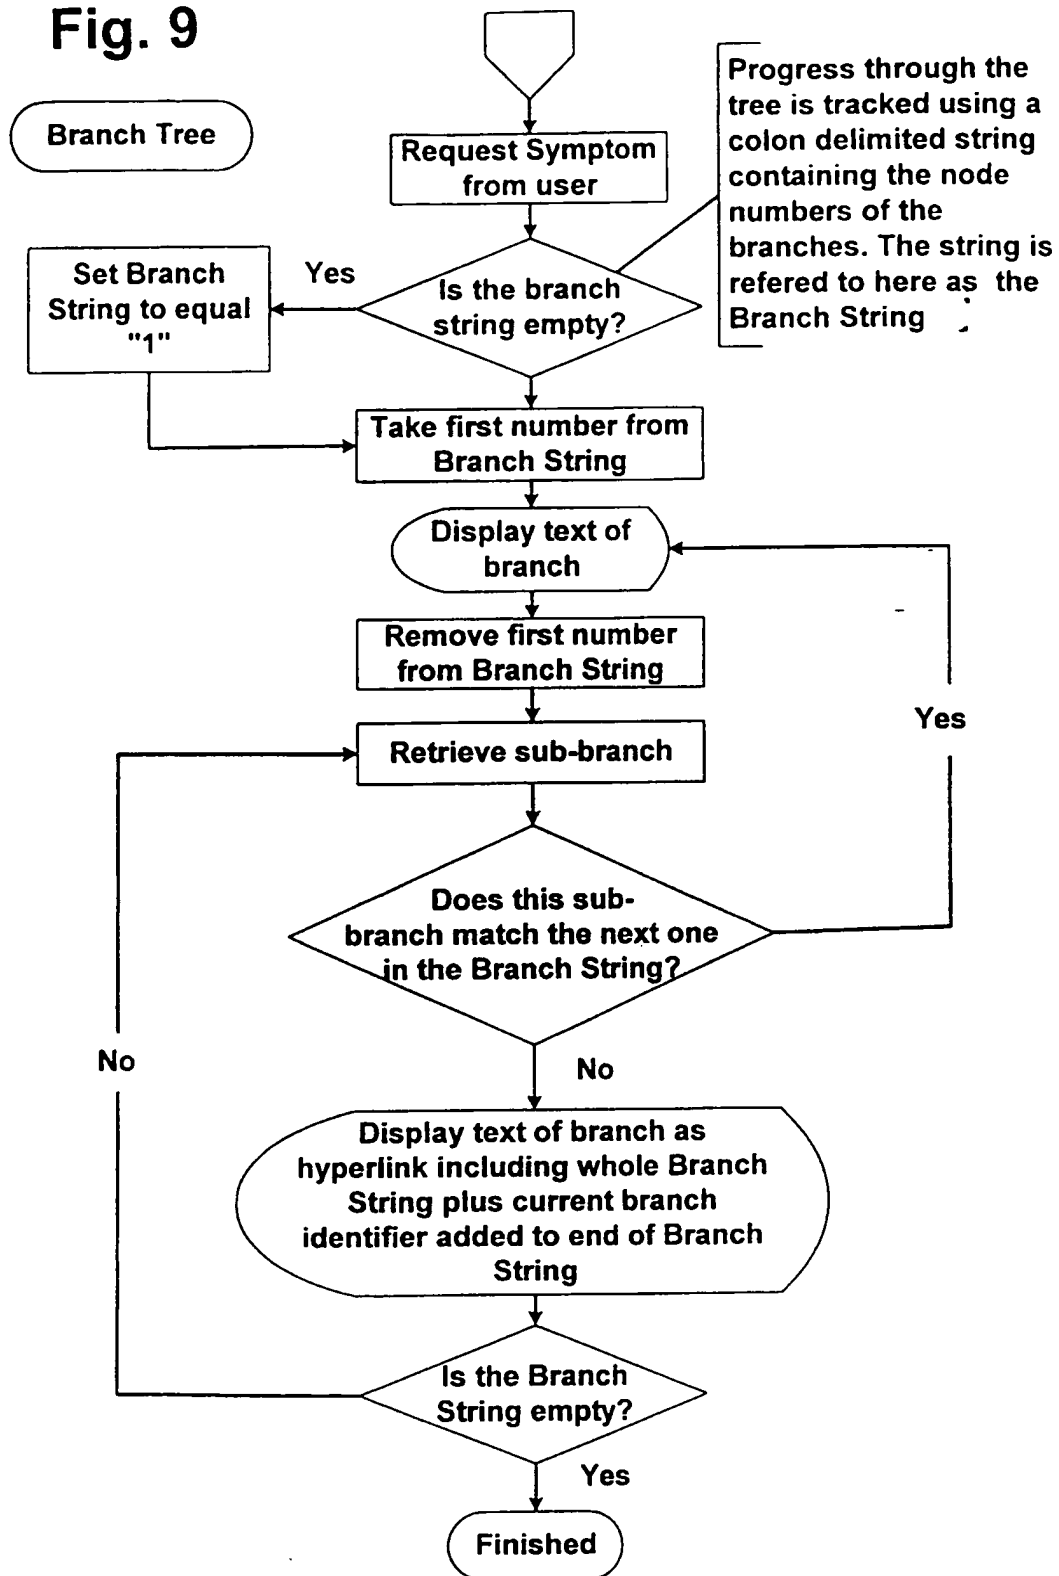 Fig. 9
Branch Tree
Request Symptom
from user
Progress through the
tree is tracked using a
colon delimited string
containing the node
numbers of the
branches. The string is
refered to here as the
Branch String
Is the branch
string empty?
Yes
Set Branch
String to equal
"1"
Take first number from
Branch String
Display text of
branch
Remove first number
from Branch String
Retrieve sub-branch
Yes
Does this sub-
branch match the next one
in the Branch String?
No
No
Display text of branch as
hyperlink including whole Branch
String plus current branch
identifier added to end of Branch
String
Is the Branch
String empty?
Yes
Finished